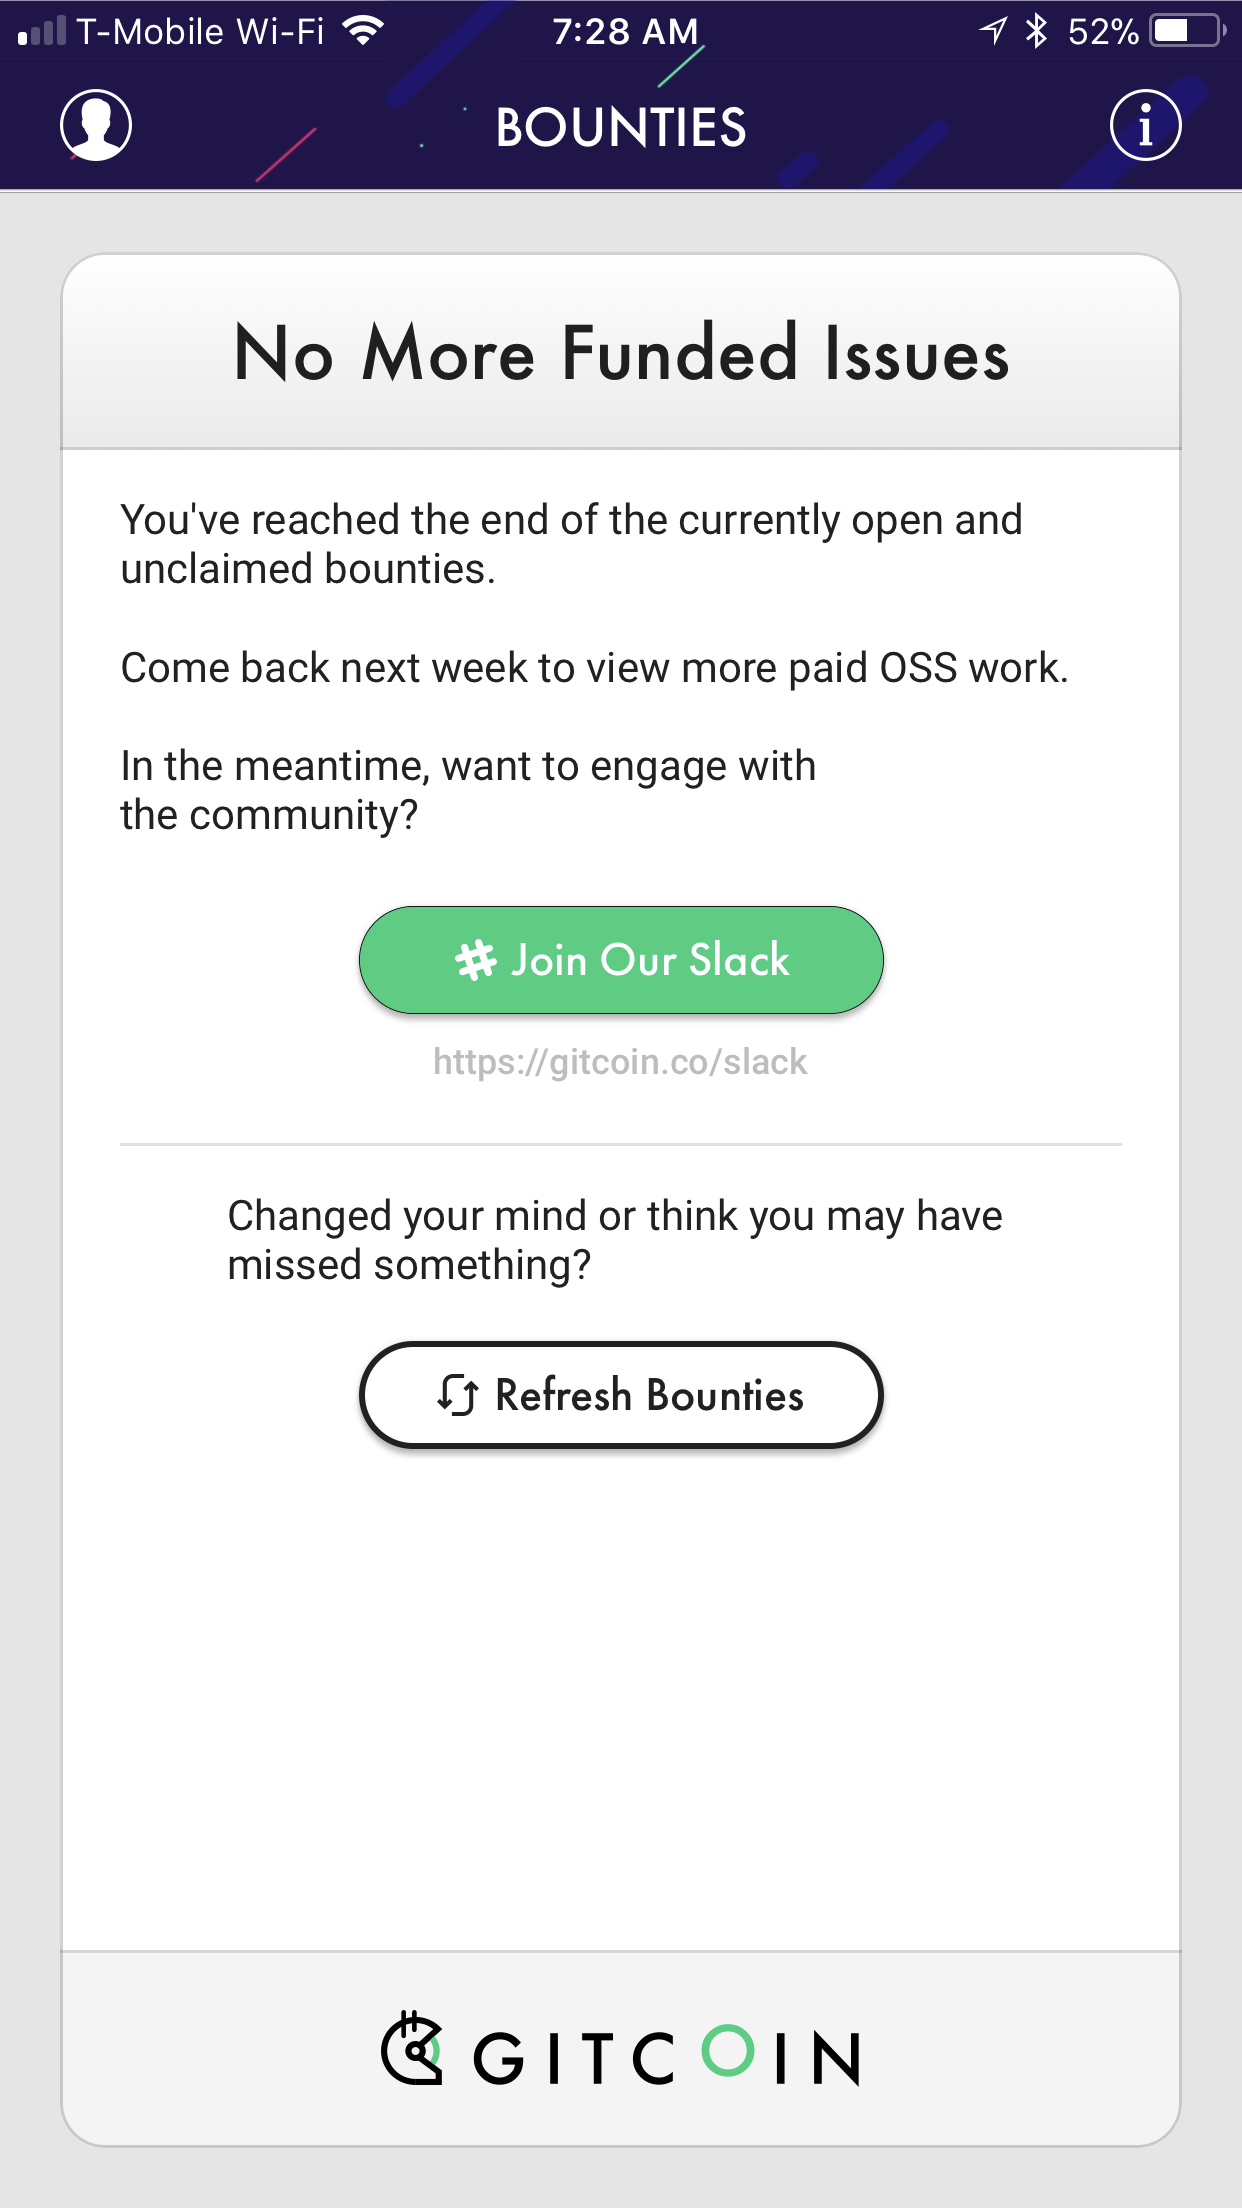 T-Mobile Wi-Fi 7:28 AM 52%
BOUNTIES
i
No More Funded Issues
You've reached the end of the currently open and
unclaimed bounties.
Come back next week to view more paid OSS work.
In the meantime, want to engage with
the community?
Join Our Slack
https://gitcoin.co/slack
Changed your mind or think you may have
missed something?
Refresh Bounties
GITCOIN